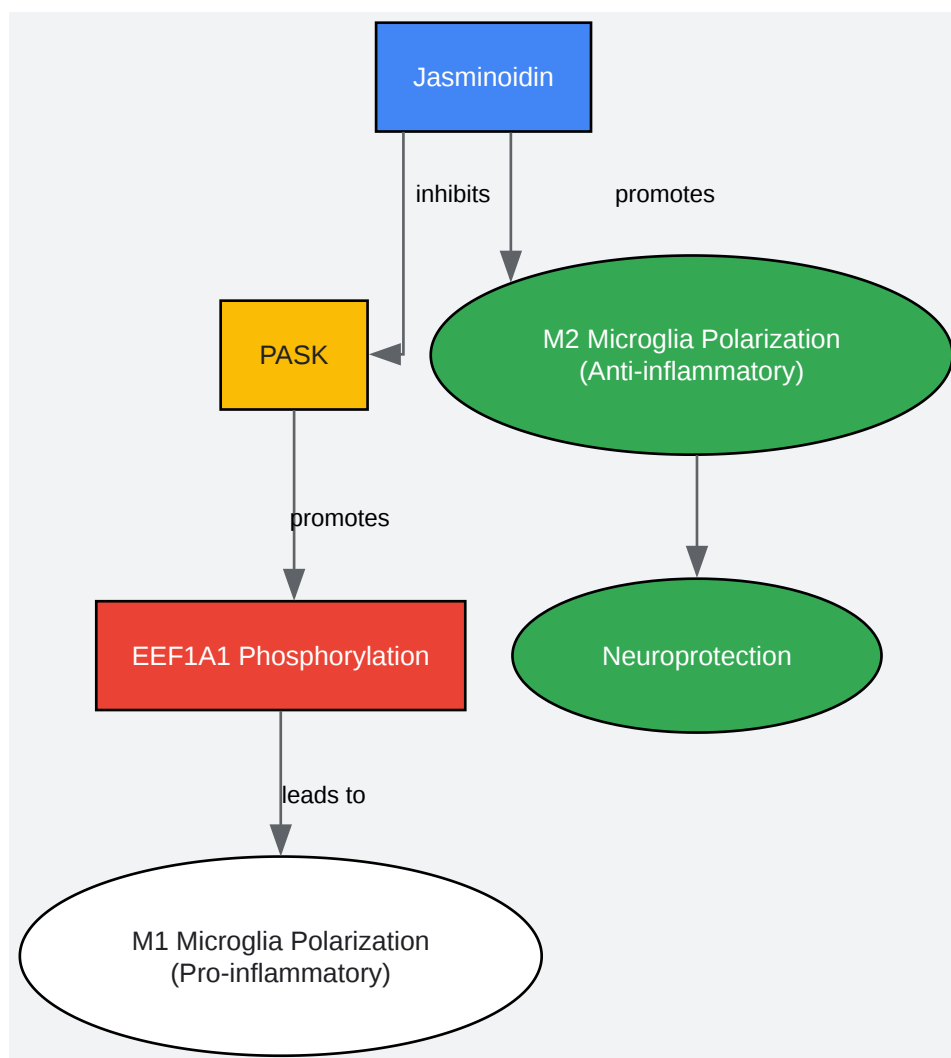 Jasminoidin
inhibits
promotes
PASK
M2 Microglia Polarization
(Anti-inflammatory)
promotes
EEF1A1 Phosphorylation
Neuroprotection
leads to
M1 Microglia Polarization
(Pro-inflammatory)